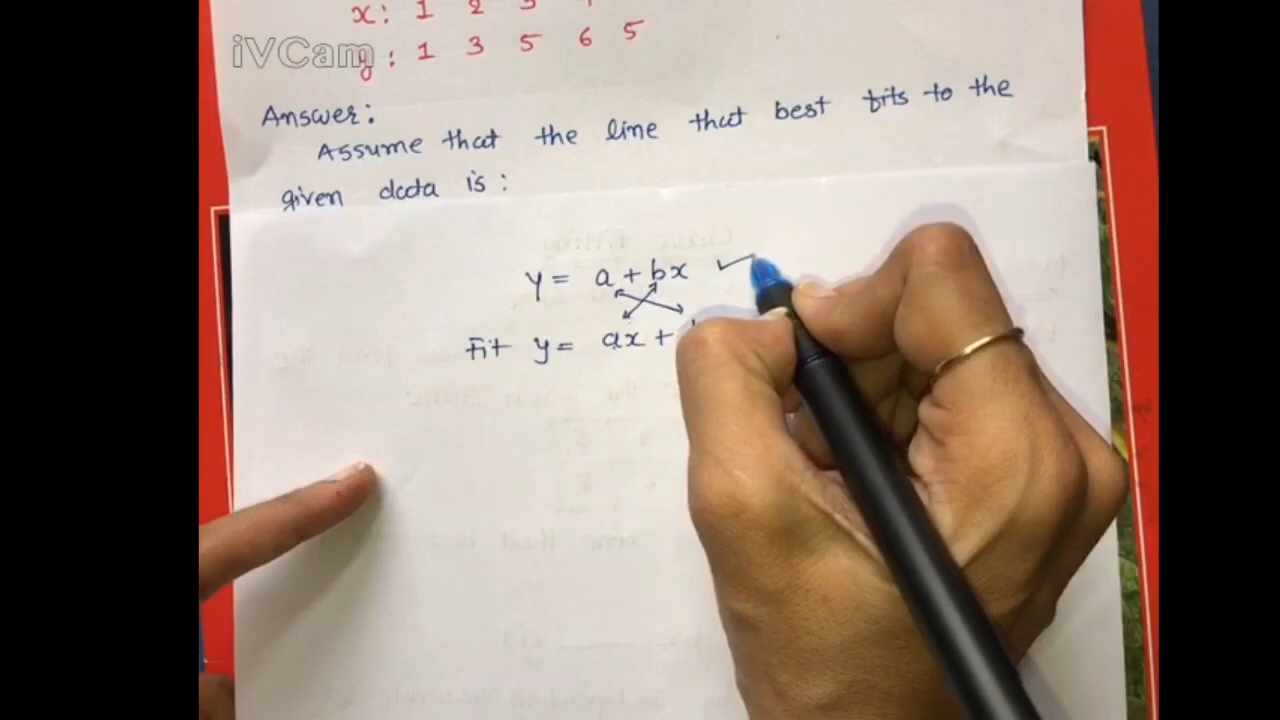 x: 1 2 3
iVCam
y: 1 3 5 6 5
Answer:
Assume that the line that best fits to the
given data is:
y = a + bx
Fit y = ax +